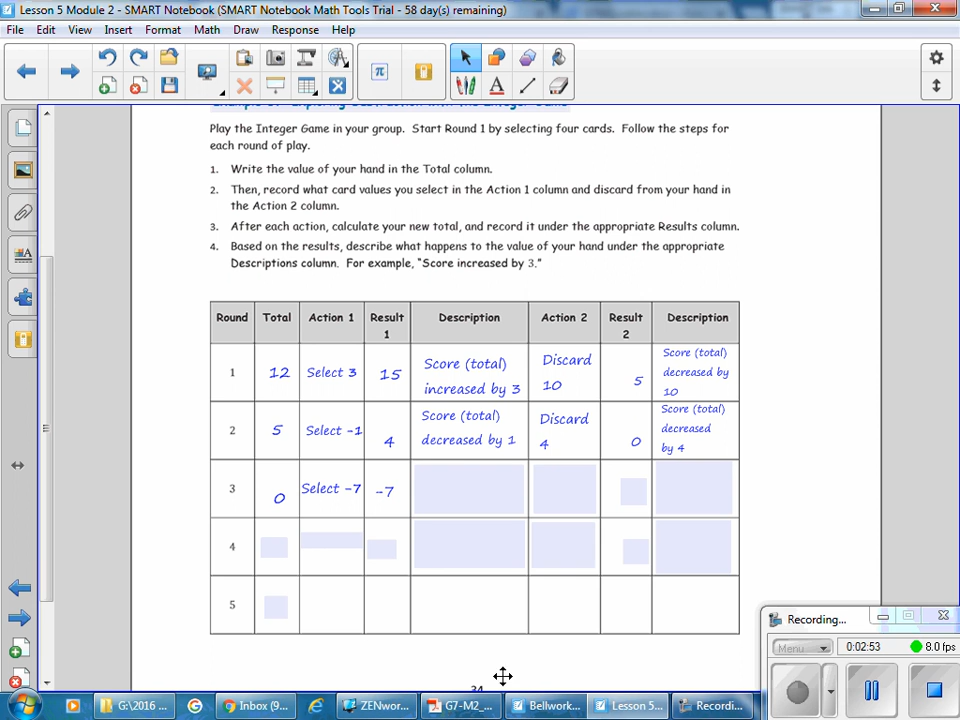 Lesson 5 Module 2 - SMART Notebook (SMART Notebook Math Tools Trial - 58 day(s) remaining)
File Edit View Insert Format Math Draw Response Help
Play the Integer Game in your group. Start Round 1 by selecting four cards. Follow the steps for
each round of play.
1. Write the value of your hand in the Total column.
2. Then, record what card values you select in the Action 1 column and discard from your hand in
the Action 2 column.
3. After each action, calculate your new total, and record it under the appropriate Results column.
4. Based on the results, describe what happens to the value of your hand under the appropriate
Descriptions column. For example, "Score increased by 3."
Round Total Action 1 Result 1 Description Action 2 Result 2 Description
1 12 Select 3 15 Score (total) increased by 3 Discard 10 5 Score (total) decreased by 10
2 5 Select -1 4 Score (total) decreased by 1 Discard 4 0 Score (total) decreased by 4
3 0 Select -7 -7
4
5
34
Recording...
Menu 0:02:53 8.0 fps
G:\2016 ... Inbox (9... ZENwor... G7-M2_... Bellwork... Lesson 5... Recordi...